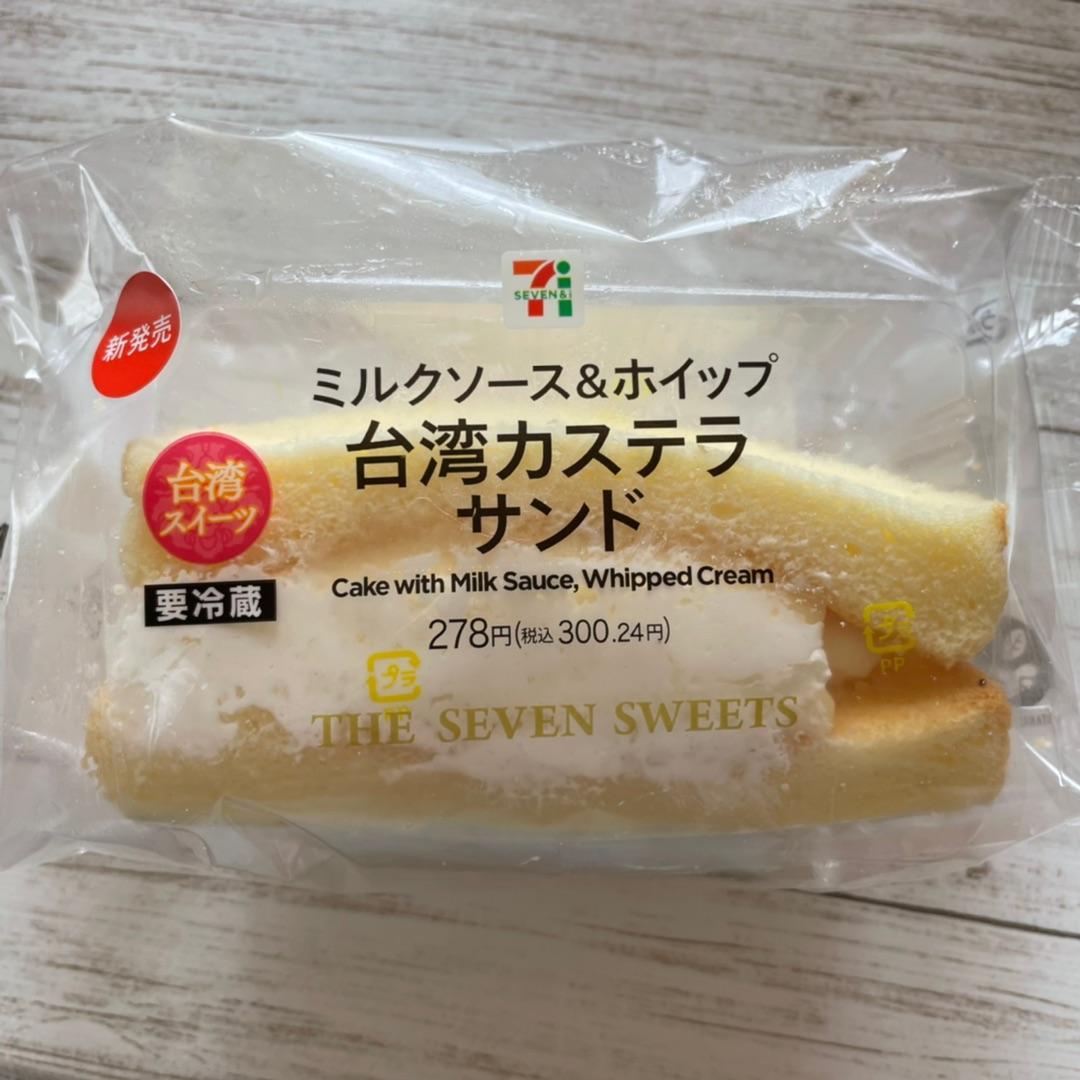 SEVEN&i
新発売
ミルクソース&ホイップ
台湾カステラ
サンド
台湾
スイーツ
Cake with Milk Sauce, Whipped Cream
要冷蔵
278円(税込 300.24円)
プラ
PP
THE SEVEN SWEETS